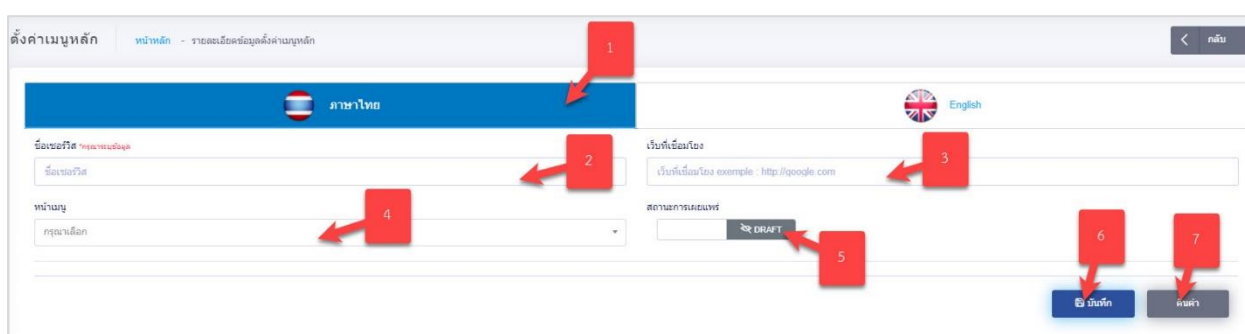 ตั้งค่าเมนูหลัก หน้าหลัก - รายละเอียดข้อมูลตั้งค่าเมนูหลัก 1 กลับ
ภาษาไทย English
ชื่อเซอร์วิส *กรุณาระบุข้อมูล เว็บที่เชื่อมโยง
ชื่อเซอร์วิส 2 เว็บที่เชื่อมโยง exemple : http://google.com 3
หน้าเมนู สถานะการเผยแพร่
กรุณาเลือก 4 DRAFT
5 6 7
บันทึก คืนค่า